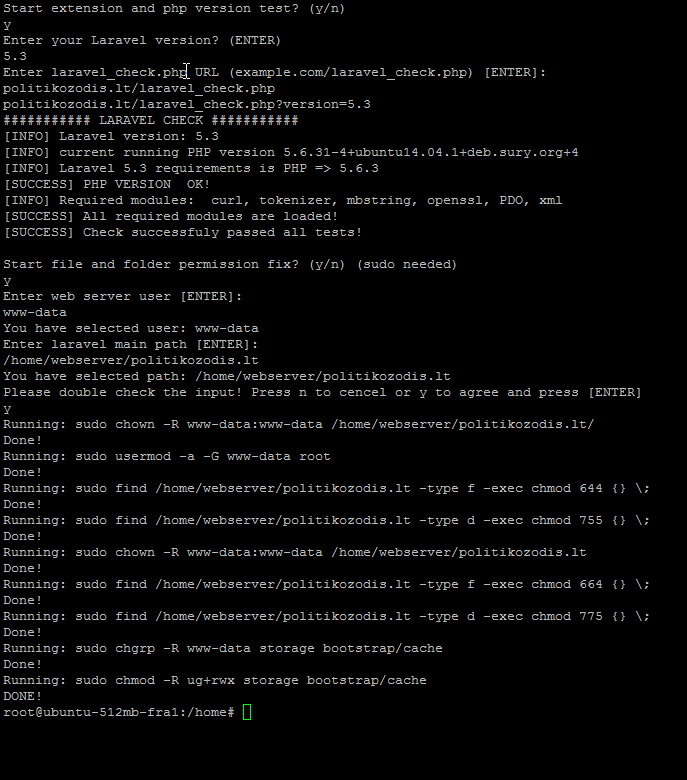 Start extension and php version test? (y/n)
y
Enter your Laravel version? (ENTER)
5.3
Enter laravel_check.php URL (example.com/laravel_check.php) [ENTER]:
politikozodis.lt/laravel_check.php
politikozodis.lt/laravel_check.php?version=5.3
########### LARAVEL CHECK ###########
[INFO] Laravel version: 5.3
[INFO] current running PHP version 5.6.31-4+ubuntu14.04.1+deb.sury.org+4
[INFO] Laravel 5.3 requirements is PHP => 5.6.3
[SUCCESS] PHP VERSION  OK!
[INFO] Required modules:  curl, tokenizer, mbstring, openssl, PDO, xml
[SUCCESS] All required modules are loaded!
[SUCCESS] Check successfuly passed all tests!
Start file and folder permission fix? (y/n) (sudo needed)
y
Enter web server user [ENTER]:
www-data
You have selected user: www-data
Enter laravel main path [ENTER]:
/home/webserver/politikozodis.lt
You have selected path: /home/webserver/politikozodis.lt
Please double check the input! Press n to cencel or y to agree and press [ENTER]
y
Running: sudo chown -R www-data:www-data /home/webserver/politikozodis.lt/
Done!
Running: sudo usermod -a -G www-data root
Done!
Running: sudo find /home/webserver/politikozodis.lt -type f -exec chmod 644 {} \;
Done!
Running: sudo find /home/webserver/politikozodis.lt -type d -exec chmod 755 {} \;
Done!
Running: sudo chown -R www-data:www-data /home/webserver/politikozodis.lt
Done!
Running: sudo find /home/webserver/politikozodis.lt -type f -exec chmod 664 {} \;
Done!
Running: sudo find /home/webserver/politikozodis.lt -type d -exec chmod 775 {} \;
Done!
Running: sudo chgrp -R www-data storage bootstrap/cache
Done!
Running: sudo chmod -R ug+rwx storage bootstrap/cache
DONE!
root@ubuntu-512mb-fra1:/home#